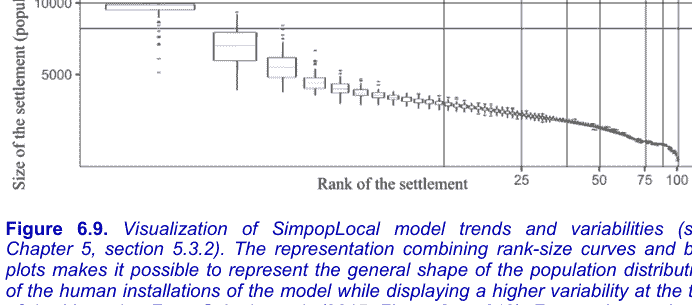 10000
5000
Size of the settlement (popul
25
50
75
100
Rank of the settlement
Figure 6.9. Visualization of SimpopLocal model trends and variabilities (s
Chapter 5, section 5.3.2). The representation combining rank-size curves and b
plots makes it possible to represent the general shape of the population distributi
of the human installations of the model while displaying a higher variability at the